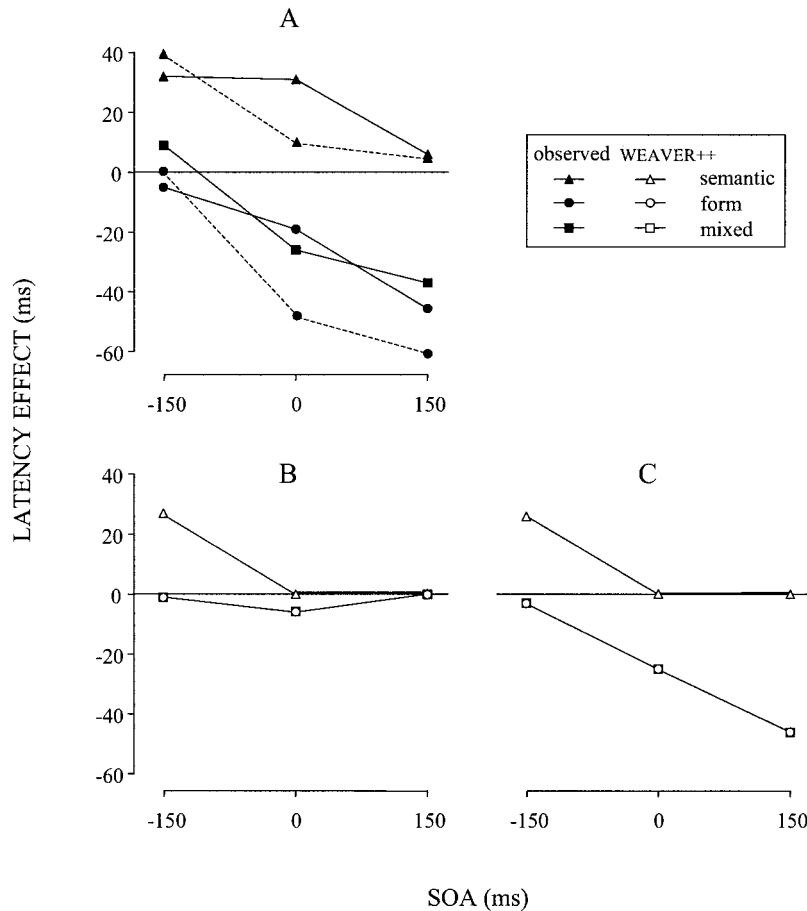 A
40
20
0
-20
-40
-60
-150 0 150
observed WEAVER++
semantic
form
mixed
LATENCY EFFECT (ms)
B
40
20
0
-20
-40
-60
-150 0 150
C
-150 0 150
SOA (ms)